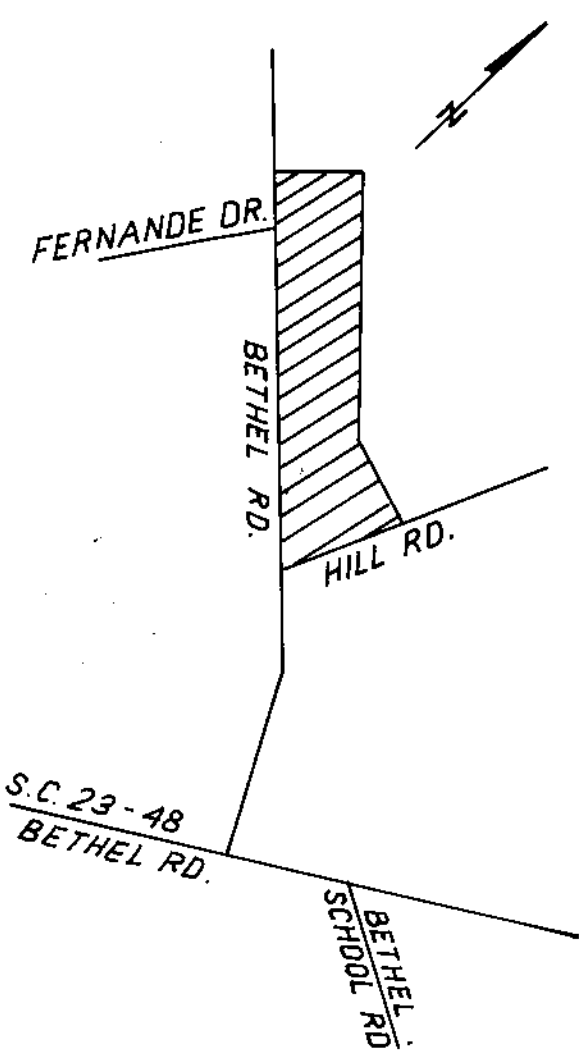 N
FERNANDE DR.
BETHEL RD.
HILL RD.
S.C. 23-48
BETHEL RD.
BETHEL
SCHOOL RD